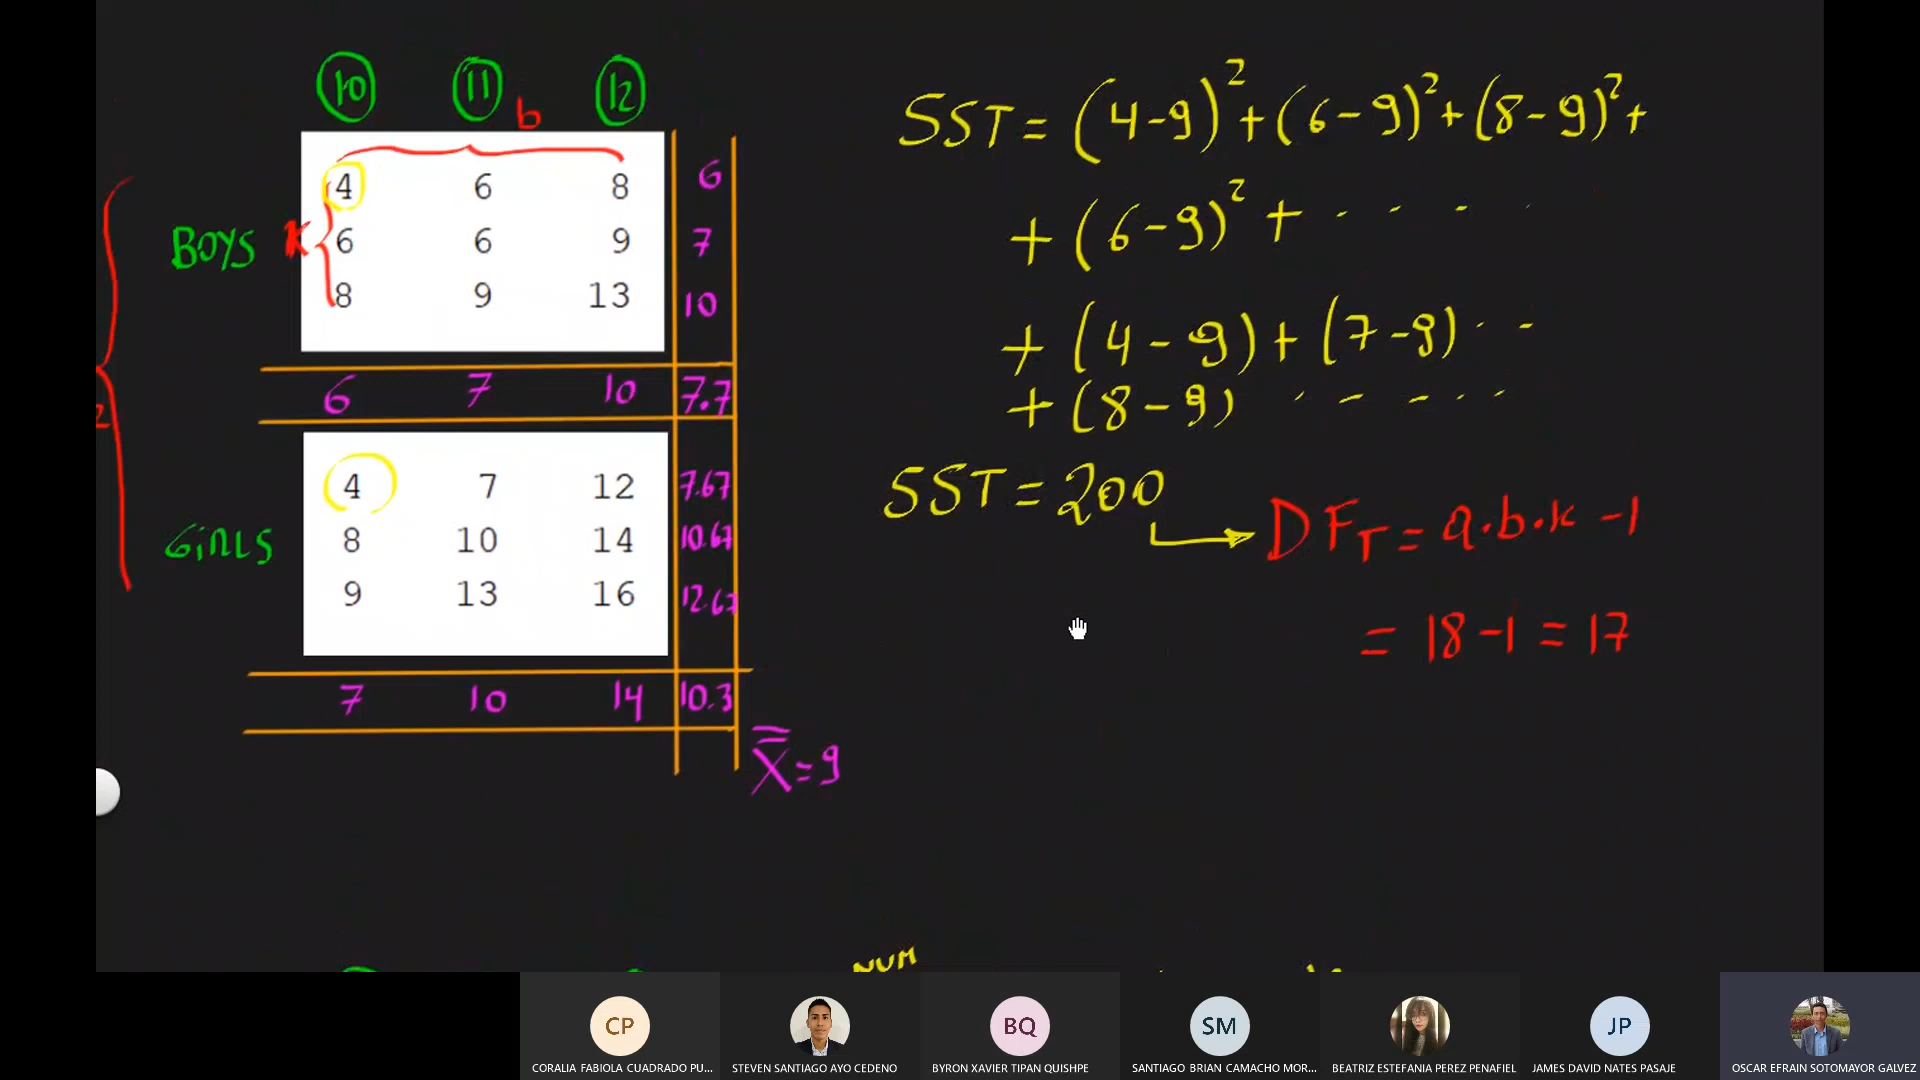 10 11 12
b
4 6 8 6
BOYS K 6 6 9 7
8 9 13 10
6 7 10 7.7
2
4 7 12 7.67
GIRLS 8 10 14 10.67
9 13 16 12.67
7 10 14 10.3
X̿=9
SST = (4-9)²+(6-9)²+(8-9)²+
+(6-9)²+ · - - ·
+(4-9)+(7-9) · - -
+(8-9) · - - · ·
SST = 200
DF_T = a.b.k -1
= 18-1 = 17
NUM
CP
BQ
SM
JP
CORALIA FABIOLA CUADRADO PU...
STEVEN SANTIAGO AYO CEDENO
BYRON XAVIER TIPAN QUISHPE
SANTIAGO BRIAN CAMACHO MOR...
BEATRIZ ESTEFANIA PEREZ PENAFIEL
JAMES DAVID NATES PASAJE
OSCAR EFRAIN SOTOMAYOR GALVEZ